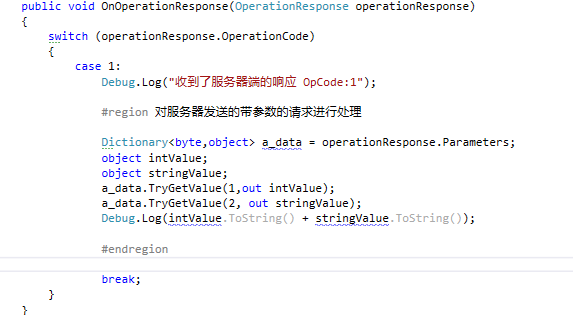 public void OnOperationResponse(OperationResponse operationResponse)
{
switch (operationResponse.OperationCode)
{
case 1:
Debug.Log("收到了服务器端的响应 OpCode:1");
#region 对服务器发送的带参数的请求进行处理
Dictionary<byte,object> a_data = operationResponse.Parameters;
object intValue;
object stringValue;
a_data.TryGetValue(1,out intValue);
a_data.TryGetValue(2, out stringValue);
Debug.Log(intValue.ToString() + stringValue.ToString());
#endregion
break;
}
}